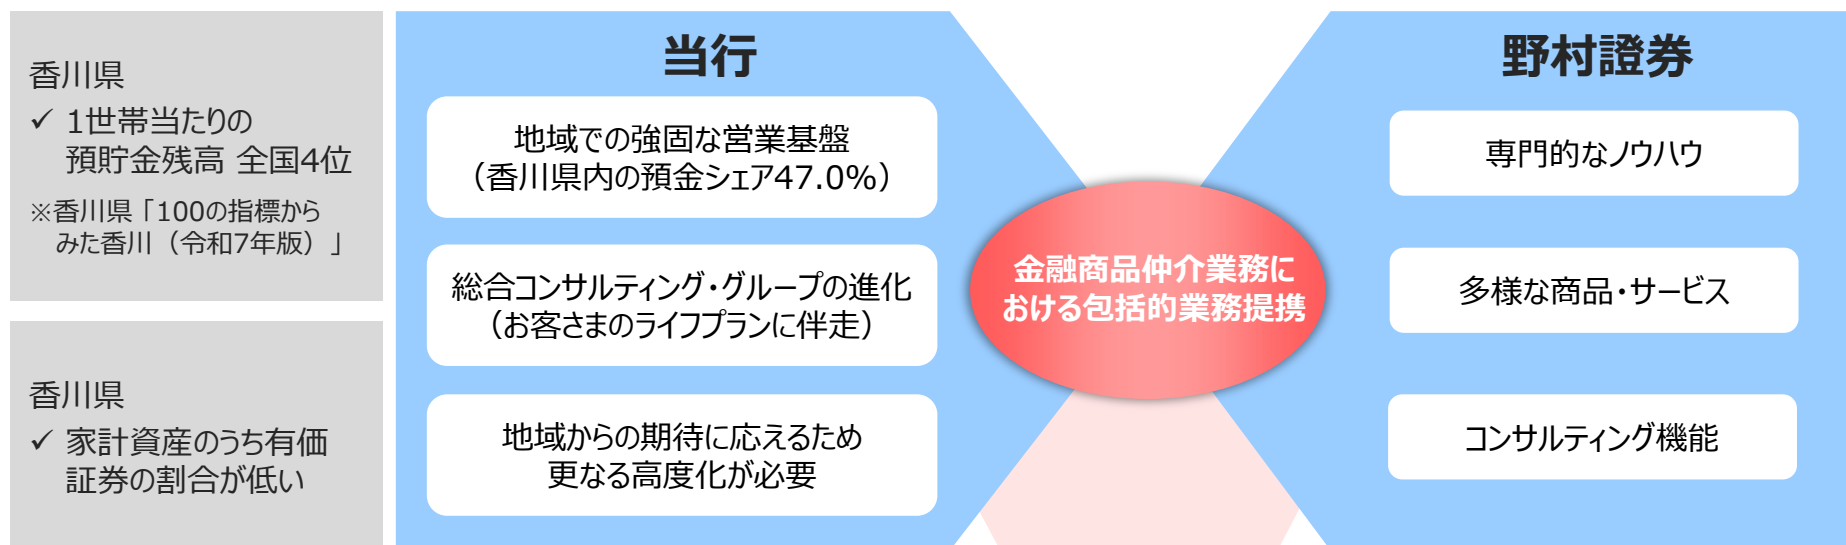 香川県
✓ 1世帯当たりの
預貯金残高 全国4位
※香川県「100の指標から
みた香川（令和7年版）」
香川県
✓ 家計資産のうち有価
証券の割合が低い
当行
地域での強固な営業基盤
（香川県内の預金シェア47.0%）
総合コンサルティング・グループの進化
（お客さまのライフプランに伴走）
地域からの期待に応えるため
更なる高度化が必要
金融商品仲介業務に
おける包括的業務提携
野村證券
専門的なノウハウ
多様な商品・サービス
コンサルティング機能